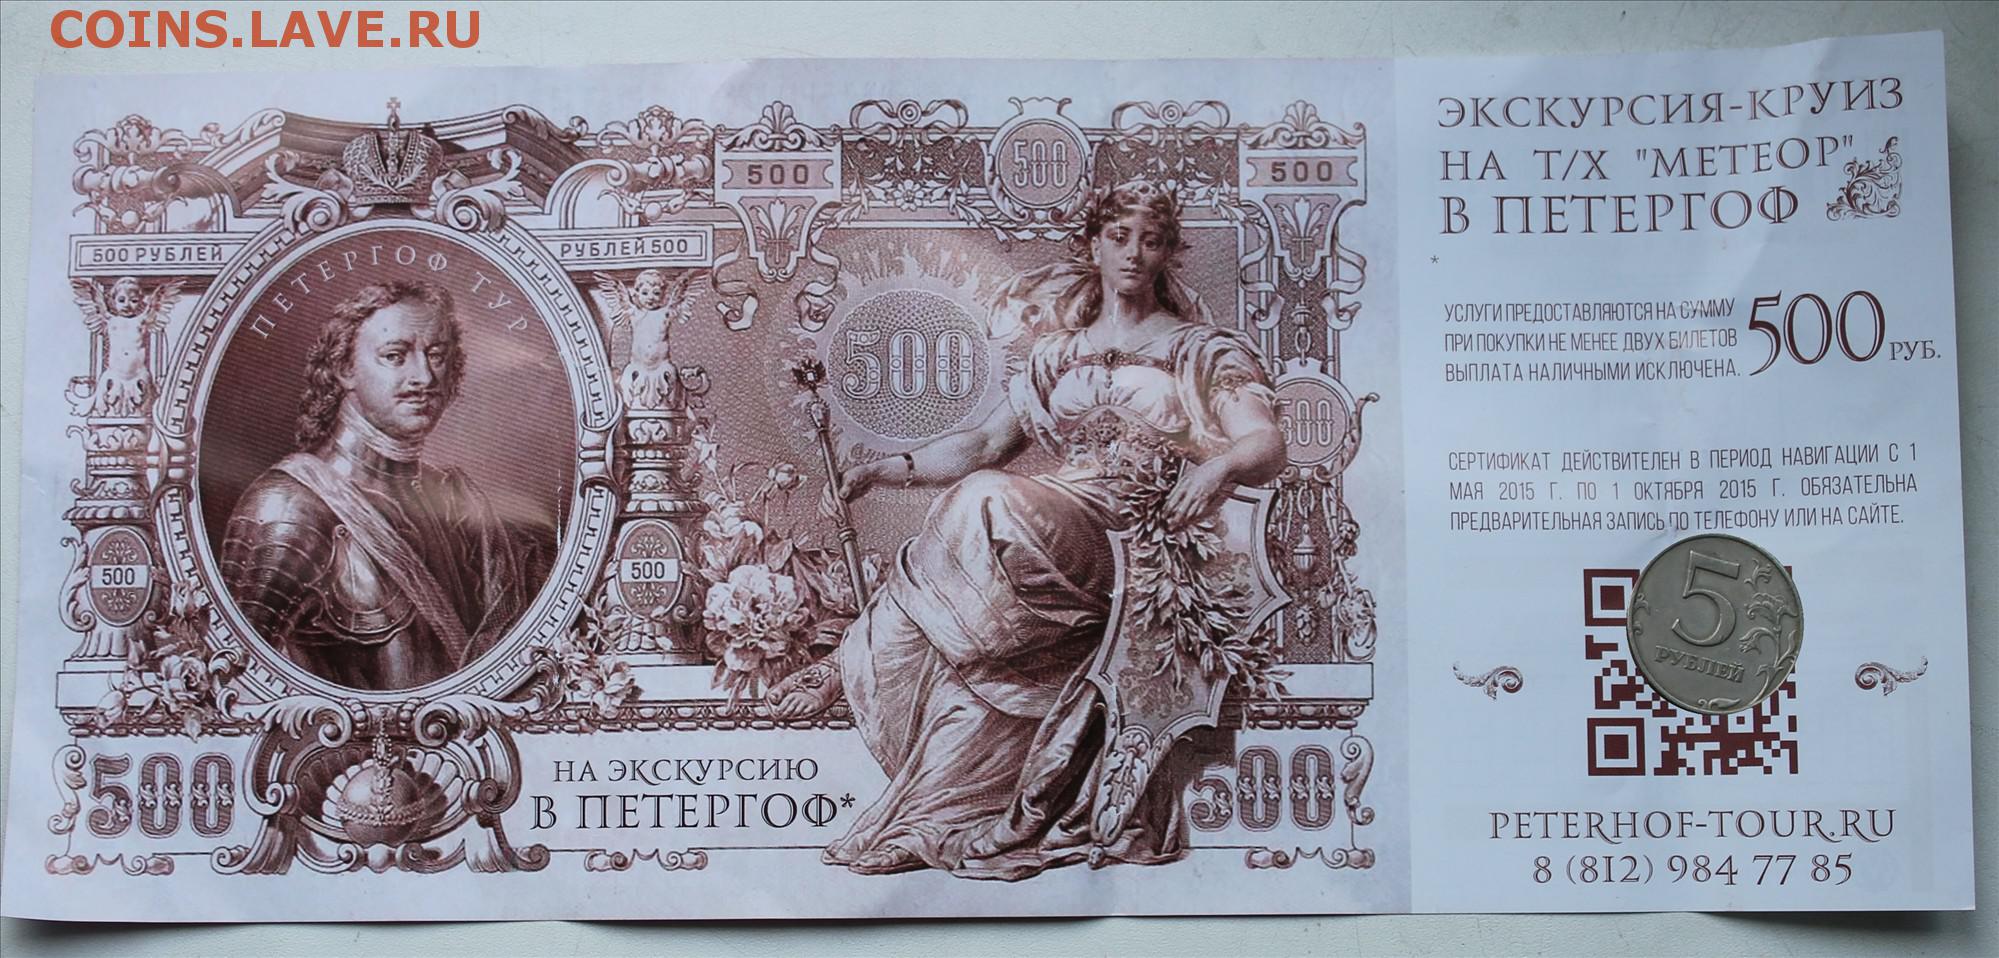 COINS.LAVE.RU
500
500
500
500 РУБЛЕЙ
РУБЛЕЙ 500
ПЕТЕРГОФ ТУР
500
500
500
500
500
НА ЭКСКУРСИЮ
В ПЕТЕРГОФ*
500
ЭКСКУРСИЯ-КРУИЗ
НА Т/Х "МЕТЕОР"
В ПЕТЕРГОФ
*
УСЛУГИ ПРЕДОСТАВЛЯЮТСЯ НА СУММУ
ПРИ ПОКУПКИ НЕ МЕНЕЕ ДВУХ БИЛЕТОВ
ВЫПЛАТА НАЛИЧНЫМИ ИСКЛЮЧЕНА.
500 РУБ.
СЕРТИФИКАТ ДЕЙСТВИТЕЛЕН В ПЕРИОД НАВИГАЦИИ С 1
МАЯ 2015 Г. ПО 1 ОКТЯБРЯ 2015 Г. ОБЯЗАТЕЛЬНА
ПРЕДВАРИТЕЛЬНАЯ ЗАПИСЬ ПО ТЕЛЕФОНУ ИЛИ НА САЙТЕ.
5
РУБЛЕЙ
PETERHOF-TOUR.RU
8 (812) 984 77 85